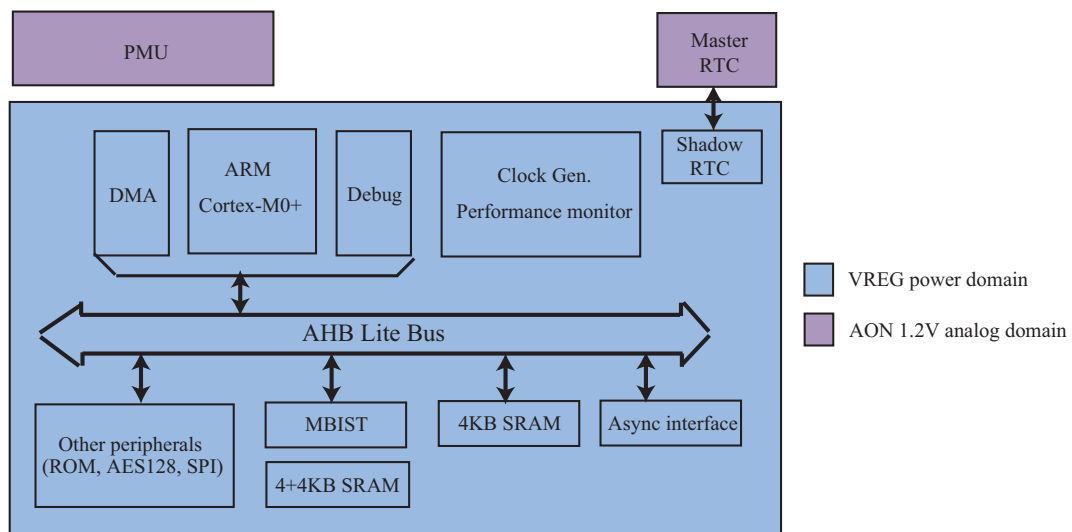 PMU
Master
RTC
Shadow
RTC
DMA
ARM
Cortex-M0+
Debug
Clock Gen.
Performance monitor
VREG power domain
AON 1.2V analog domain
AHB Lite Bus
Other peripherals
(ROM, AES128, SPI)
MBIST
4+4KB SRAM
4KB SRAM
Async interface